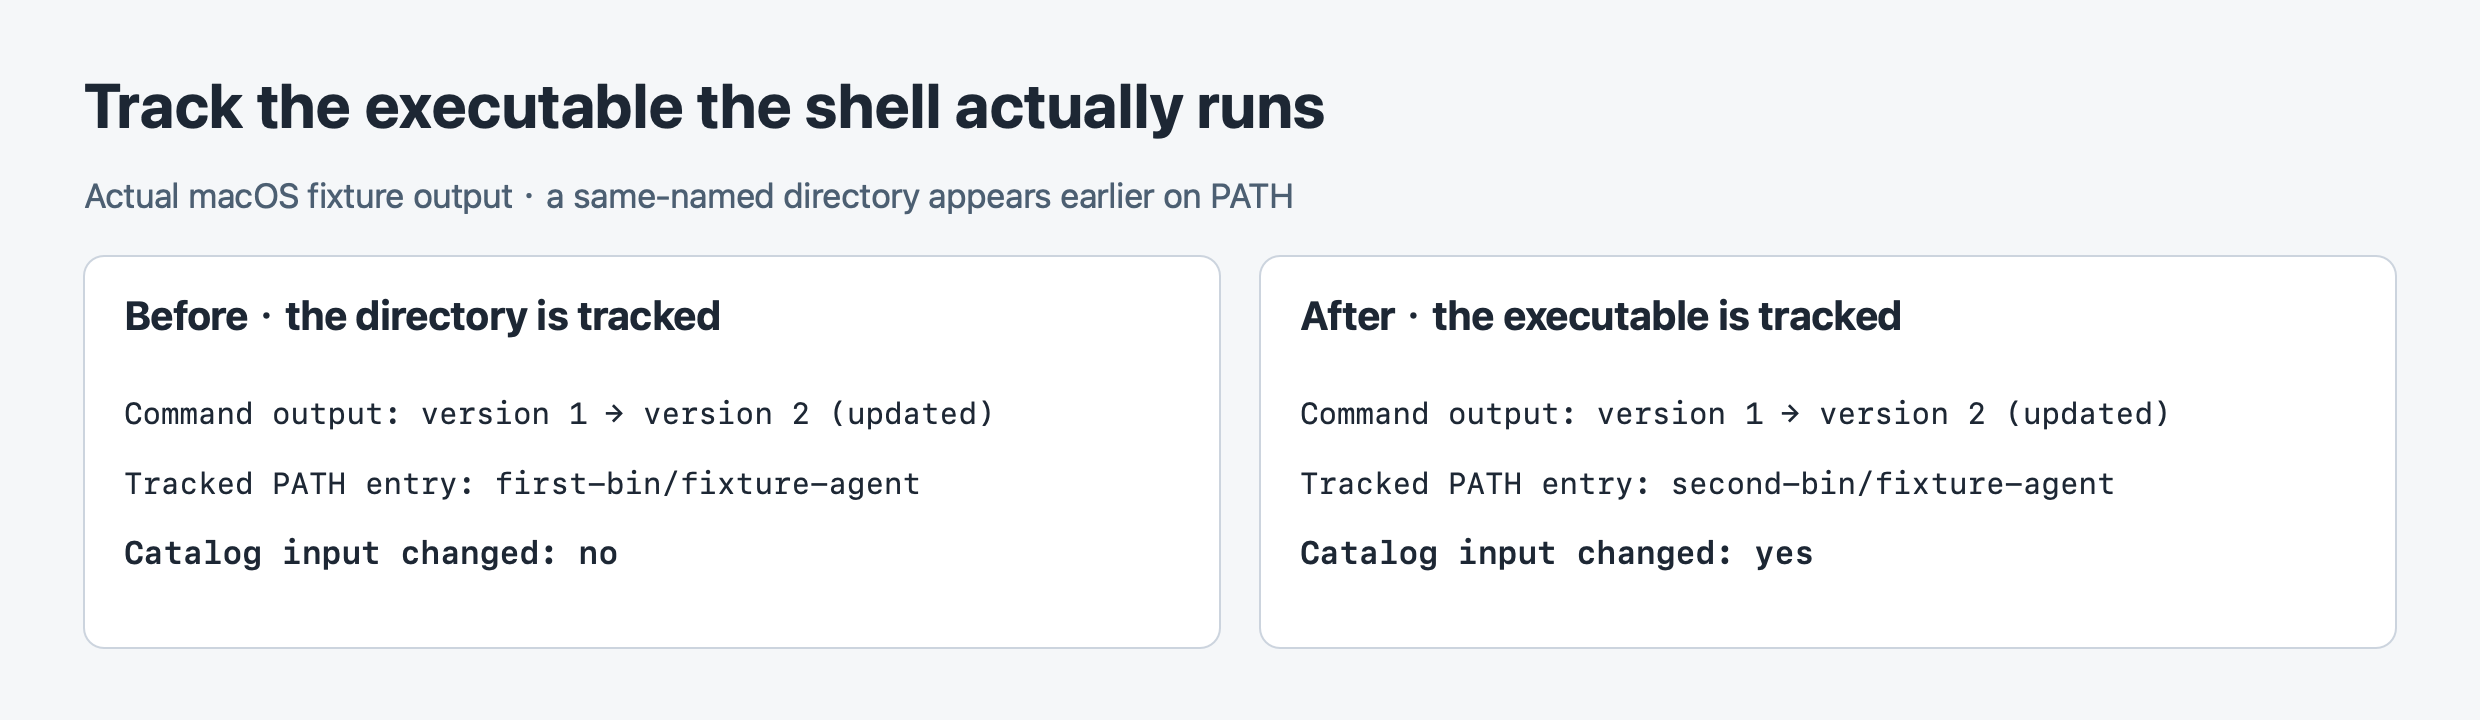 Track the executable the shell actually runs
Actual macOS fixture output · a same-named directory appears earlier on PATH
Before · the directory is tracked
Command output: version 1 → version 2 (updated)
Tracked PATH entry: first-bin/fixture-agent
Catalog input changed: no
After · the executable is tracked
Command output: version 1 → version 2 (updated)
Tracked PATH entry: second-bin/fixture-agent
Catalog input changed: yes